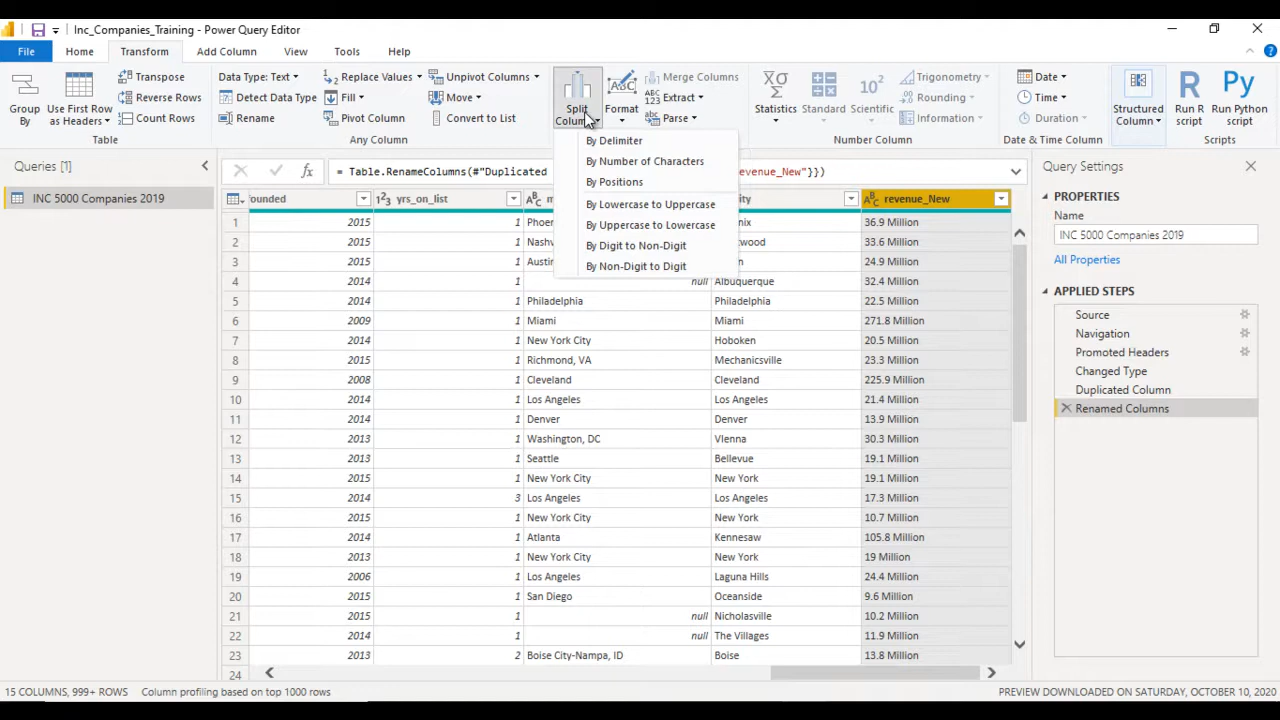 Inc_Companies_Training - Power Query Editor
File Home Transform Add Column View Tools Help
Group By
Use First Row as Headers
Transpose
Reverse Rows
Count Rows
Table
Data Type: Text
Detect Data Type
Rename
Replace Values
Fill
Pivot Column
Unpivot Columns
Move
Convert to List
Any Column
Split Column
Format
Merge Columns
Extract
Parse
Statistics
Standard
Scientific
Trigonometry
Rounding
Information
Number Column
Date
Time
Duration
Date & Time Column
Structured Column
Run R script
Run Python script
Scripts
By Delimiter
By Number of Characters
By Positions
By Lowercase to Uppercase
By Uppercase to Lowercase
By Digit to Non-Digit
By Non-Digit to Digit
Queries [1]
INC 5000 Companies 2019
fx = Table.RenameColumns(#"Duplicated evenue_New"}})
ounded 123 yrs_on_list ABC m ity ABC revenue_New
1 2015 1 Phoer nix 36.9 Million
2 2015 1 Nashv twood 33.6 Million
3 2015 1 Austin n 24.9 Million
4 2014 1 null Albuquerque 32.4 Million
5 2014 1 Philadelphia Philadelphia 22.5 Million
6 2009 1 Miami Miami 271.8 Million
7 2014 1 New York City Hoboken 20.5 Million
8 2015 1 Richmond, VA Mechanicsville 23.3 Million
9 2008 1 Cleveland Cleveland 225.9 Million
10 2014 1 Los Angeles Los Angeles 21.4 Million
11 2014 1 Denver Denver 13.9 Million
12 2013 1 Washington, DC VIenna 30.3 Million
13 2015 1 Seattle Bellevue 19.1 Million
14 2015 1 New York City New York 19.1 Million
15 2014 3 Los Angeles Los Angeles 17.3 Million
16 2015 1 New York City New York 10.7 Million
17 2014 1 Atlanta Kennesaw 105.8 Million
18 2013 1 New York City New York 19 Million
19 2006 1 Los Angeles Laguna Hills 24.4 Million
20 2015 1 San Diego Oceanside 9.6 Million
21 2015 1 null Nicholasville 10.2 Million
22 2014 1 null The Villages 11.9 Million
23 2013 2 Boise City-Nampa, ID Boise 13.8 Million
24
Query Settings
PROPERTIES
Name
INC 5000 Companies 2019
All Properties
APPLIED STEPS
Source
Navigation
Promoted Headers
Changed Type
Duplicated Column
Renamed Columns
15 COLUMNS, 999+ ROWS Column profiling based on top 1000 rows PREVIEW DOWNLOADED ON SATURDAY, OCTOBER 10, 2020